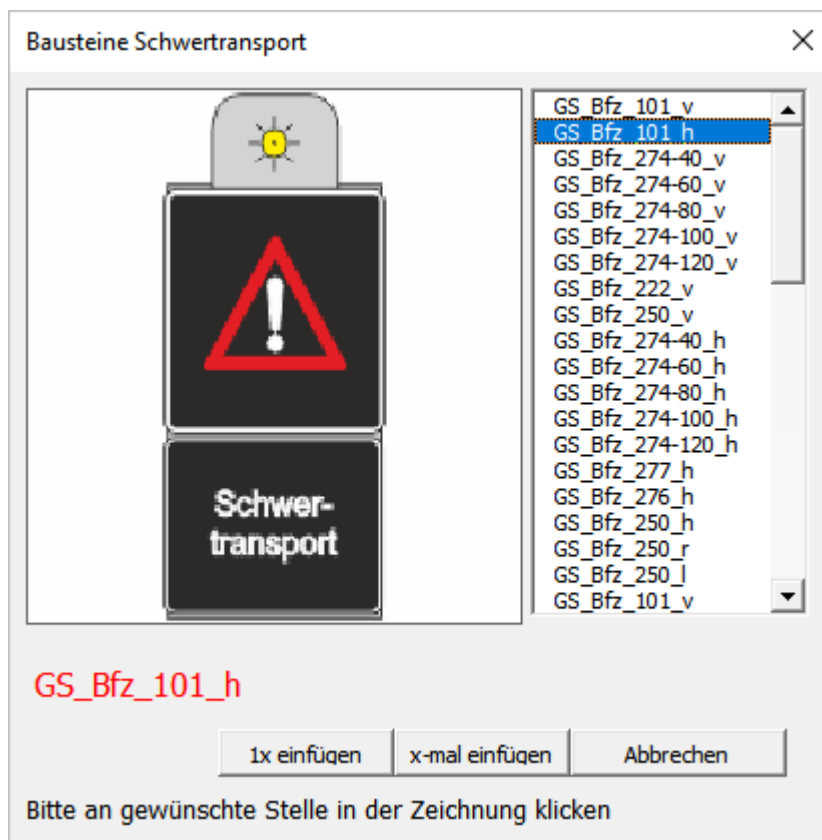 Bausteine Schwertransport
Schwer-
transport
GS_Bfz_101_v
GS_Bfz_101_h
GS_Bfz_274-40_v
GS_Bfz_274-60_v
GS_Bfz_274-80_v
GS_Bfz_274-100_v
GS_Bfz_274-120_v
GS_Bfz_222_v
GS_Bfz_250_v
GS_Bfz_274-40_h
GS_Bfz_274-60_h
GS_Bfz_274-80_h
GS_Bfz_274-100_h
GS_Bfz_274-120_h
GS_Bfz_277_h
GS_Bfz_276_h
GS_Bfz_250_h
GS_Bfz_250_r
GS_Bfz_250_l
GS_Bfz_101_v
GS_Bfz_101_h
1x einfügen x-mal einfügen Abbrechen
Bitte an gewünschte Stelle in der Zeichnung klicken